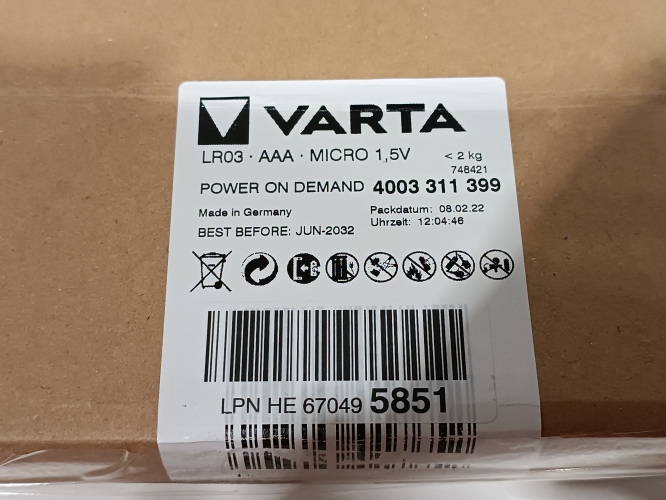 VARTA
LR03 · AAA · MICRO 1,5V
< 2 kg
748421
POWER ON DEMAND 4003 311 399
Made in Germany
Packdatum: 08.02.22
Uhrzeit: 12:04:46
BEST BEFORE: JUN-2032
LPN HE 67049 5851